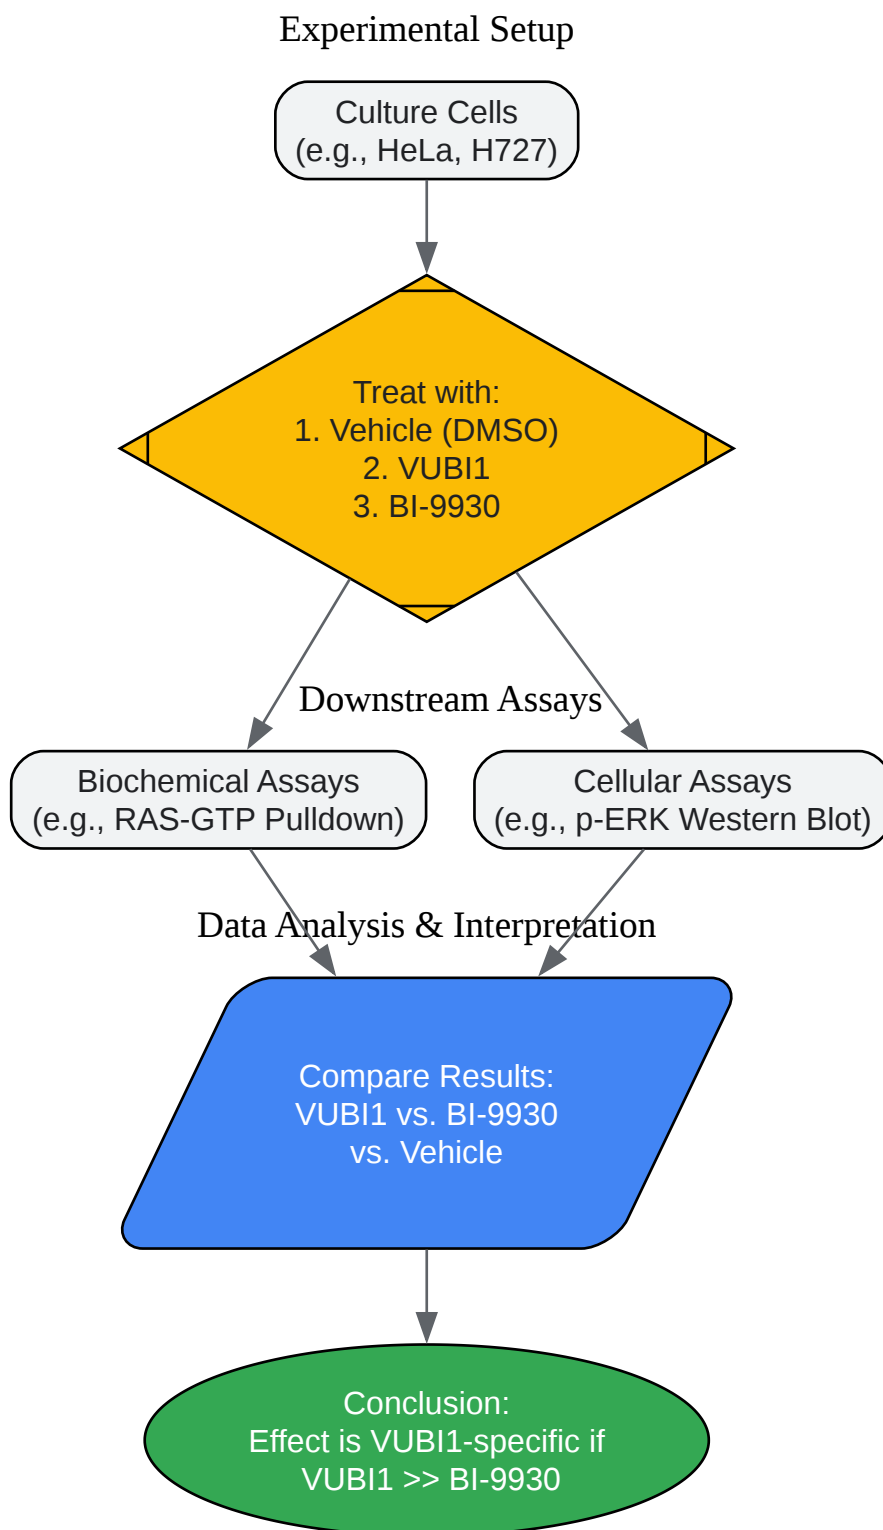 Experimental Setup
Culture Cells
(e.g., HeLa, H727)
Treat with:
1. Vehicle (DMSO)
2. VUBI1
3. BI-9930
Downstream Assays
Biochemical Assays
(e.g., RAS-GTP Pulldown)
Cellular Assays
(e.g., p-ERK Western Blot)
Data Analysis & Interpretation
Compare Results:
VUBI1 vs. BI-9930
vs. Vehicle
Conclusion:
Effect is VUBI1-specific if
VUBI1 >> BI-9930